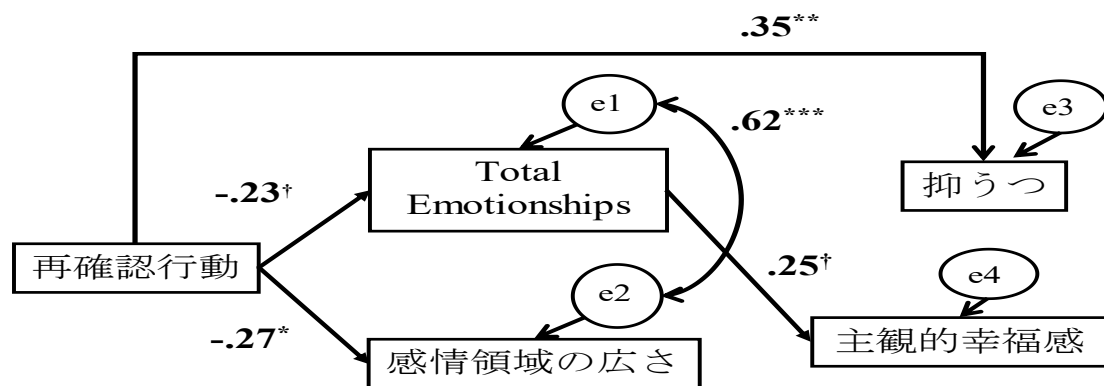 .35**
e1
.62***
e3
Total
Emotionships
抑うつ
-.23†
再確認行動
.25†
e4
e2
-.27*
感情領域の広さ
主観的幸福感